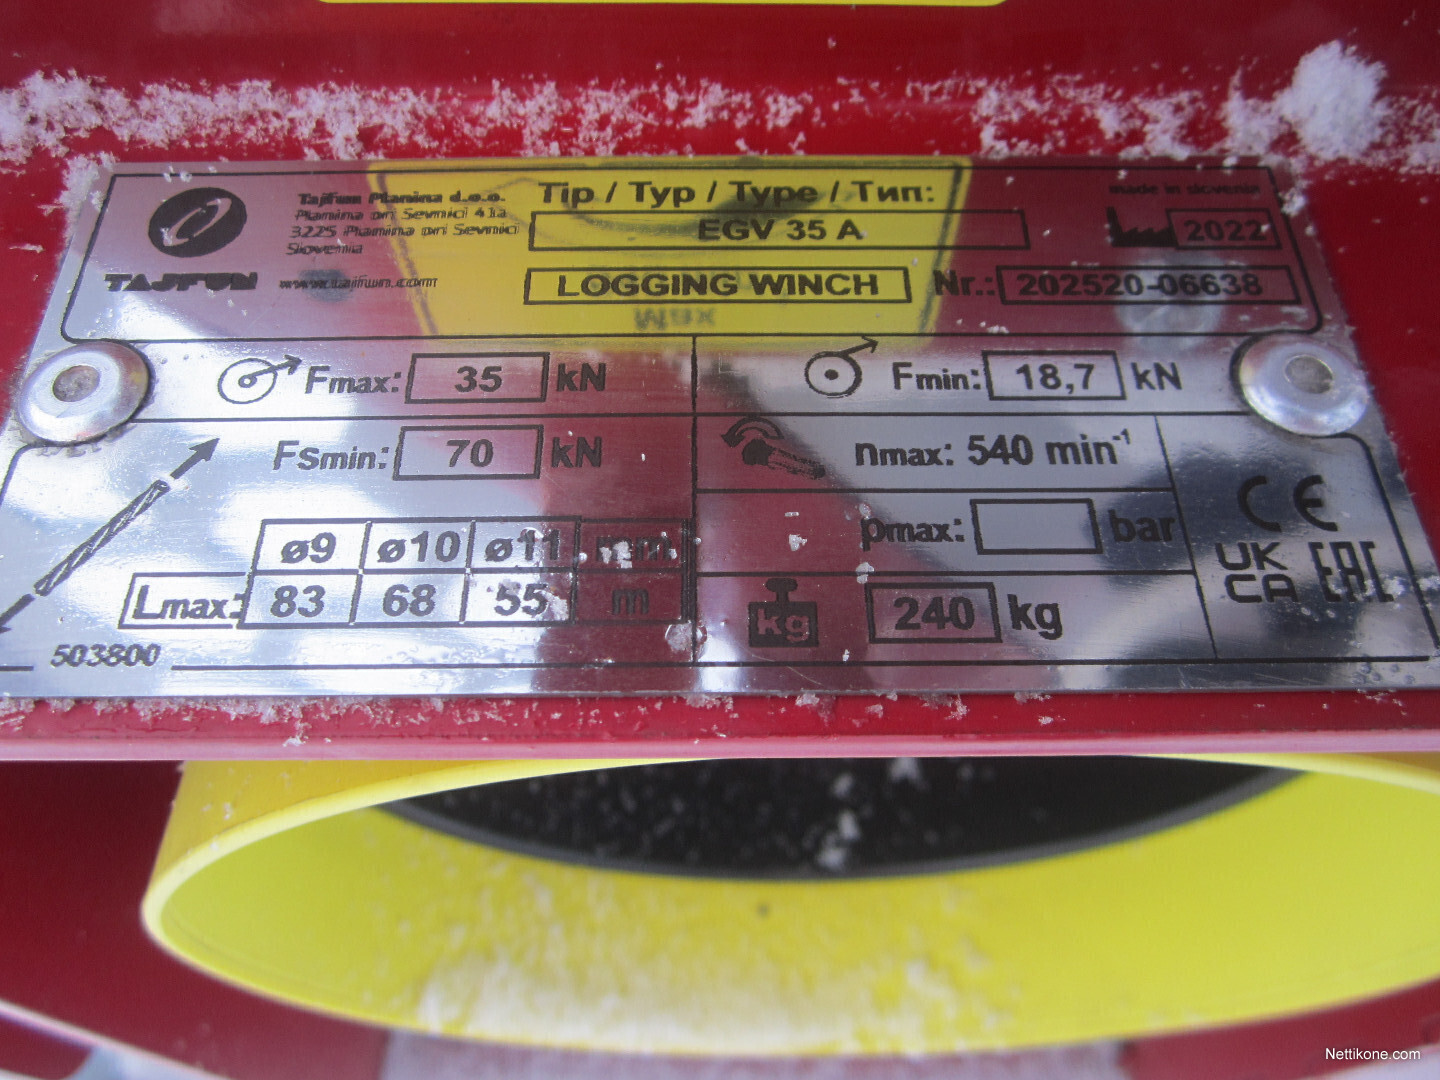 Tajfun Planina d.o.o.
Planina pri Sevnici 41a
3225 Planina pri Sevnici
Slovenia
TAJFUN
www.tajfun.com
Tip / Typ / Type / Тип:
EGV 35 A
made in slovenia
2022
LOGGING WINCH
Nr.: 202520-06638
Fmax: 35 kN
Fmin: 18,7 kN
Fsmin: 70 kN
nmax: 540 min⁻¹
ø9 ø10 ø11 mm
Lmax: 83 68 55 m
pmax: bar
kg 240 kg
CE
UK
CA
EAC
503800
Nettikone.com